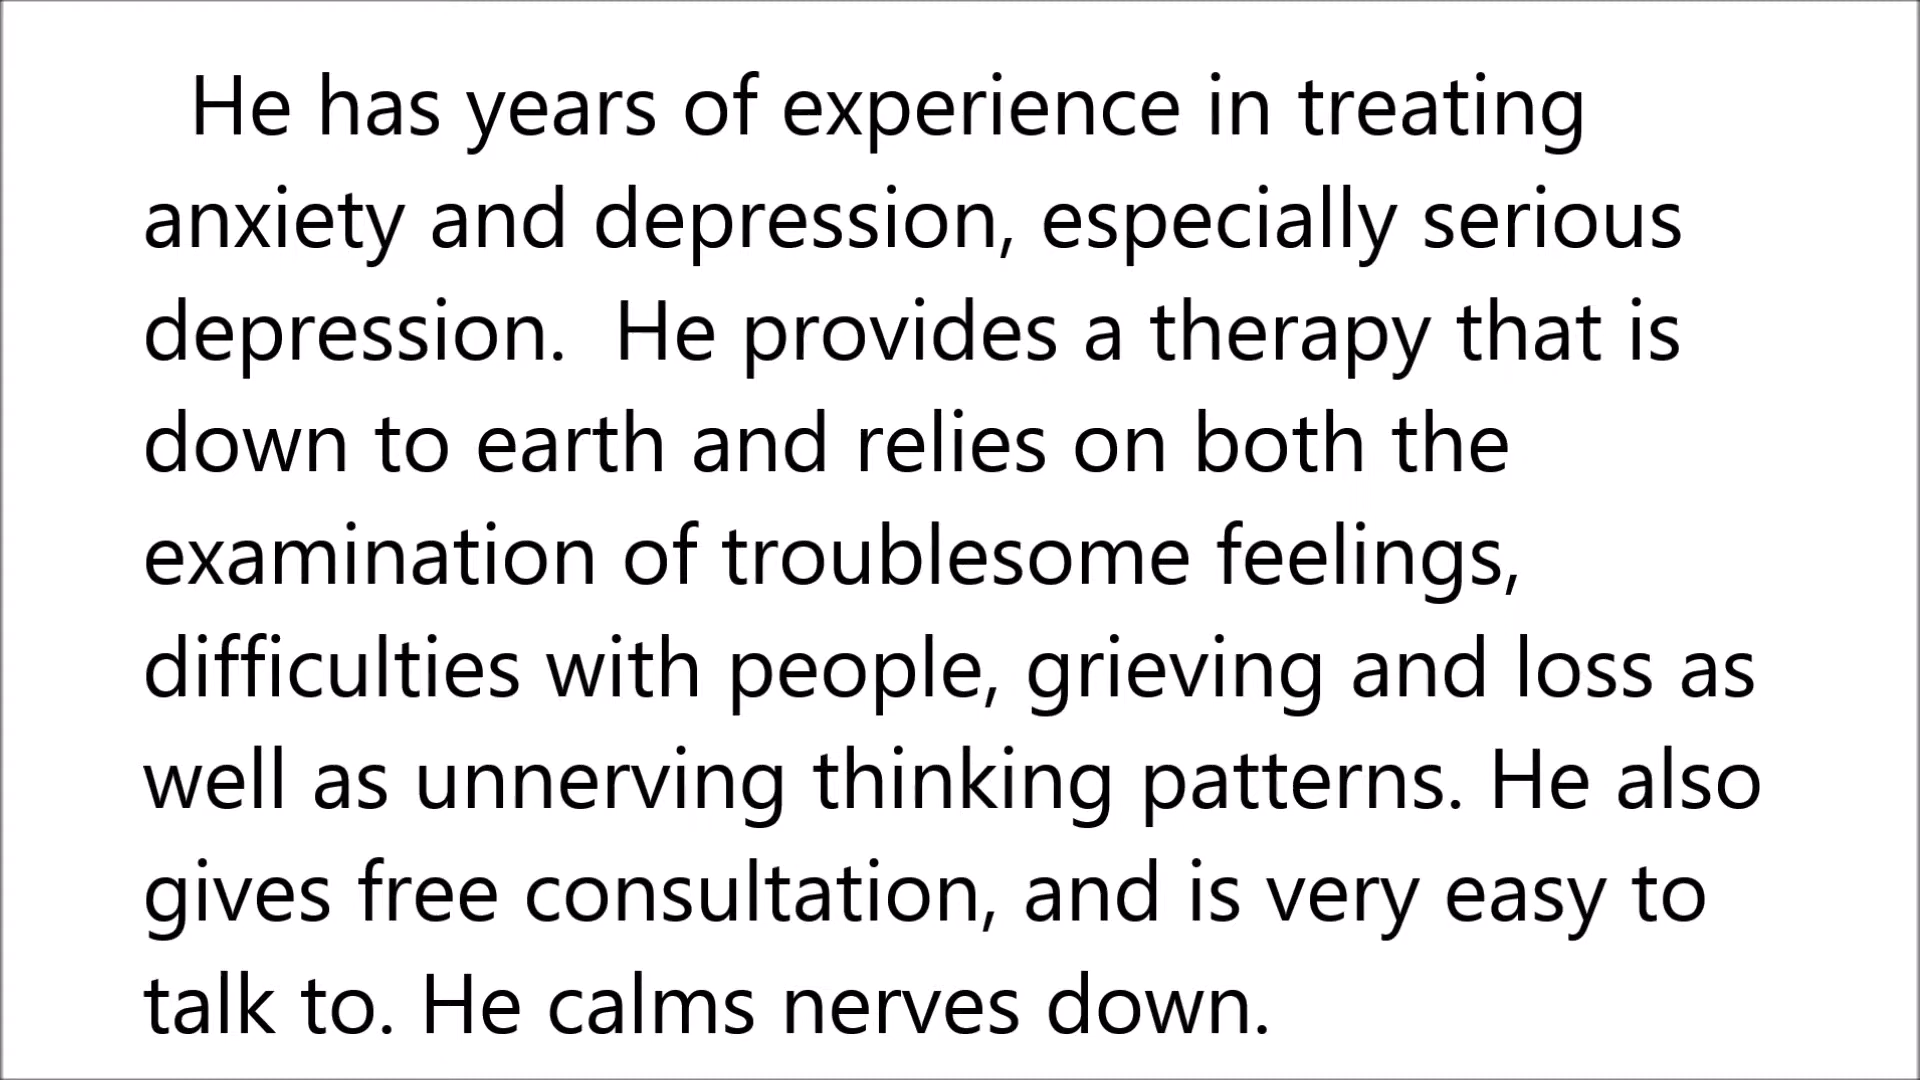 He has years of experience in treating
anxiety and depression, especially serious
depression.  He provides a therapy that is
down to earth and relies on both the
examination of troublesome feelings,
difficulties with people, grieving and loss as
well as unnerving thinking patterns. He also
gives free consultation, and is very easy to
talk to. He calms nerves down.